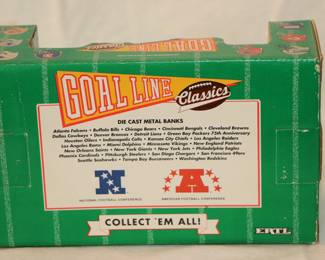 GOAL LINE
Classics
DIE CAST METAL BANKS
Atlanta Falcons • Buffalo Bills • Chicago Bears • Cincinnati Bengals • Cleveland Browns
Dallas Cowboys • Denver Broncos • Detroit Lions • Green Bay Packers 75th Anniversary
Houston Oilers • Indianapolis Colts • Kansas City Chiefs • Los Angeles Raiders
Los Angeles Rams • Miami Dolphins • Minnesota Vikings • New England Patriots
New Orleans Saints • New York Giants • New York Jets • Philadelphia Eagles
Phoenix Cardinals • Pittsburgh Steelers • San Diego Chargers • San Francisco 49ers
Seattle Seahawks • Tampa Bay Buccaneers • Washington Redskins
N A
NATIONAL FOOTBALL CONFERENCE AMERICAN FOOTBALL CONFERENCE
COLLECT 'EM ALL!
ERTL